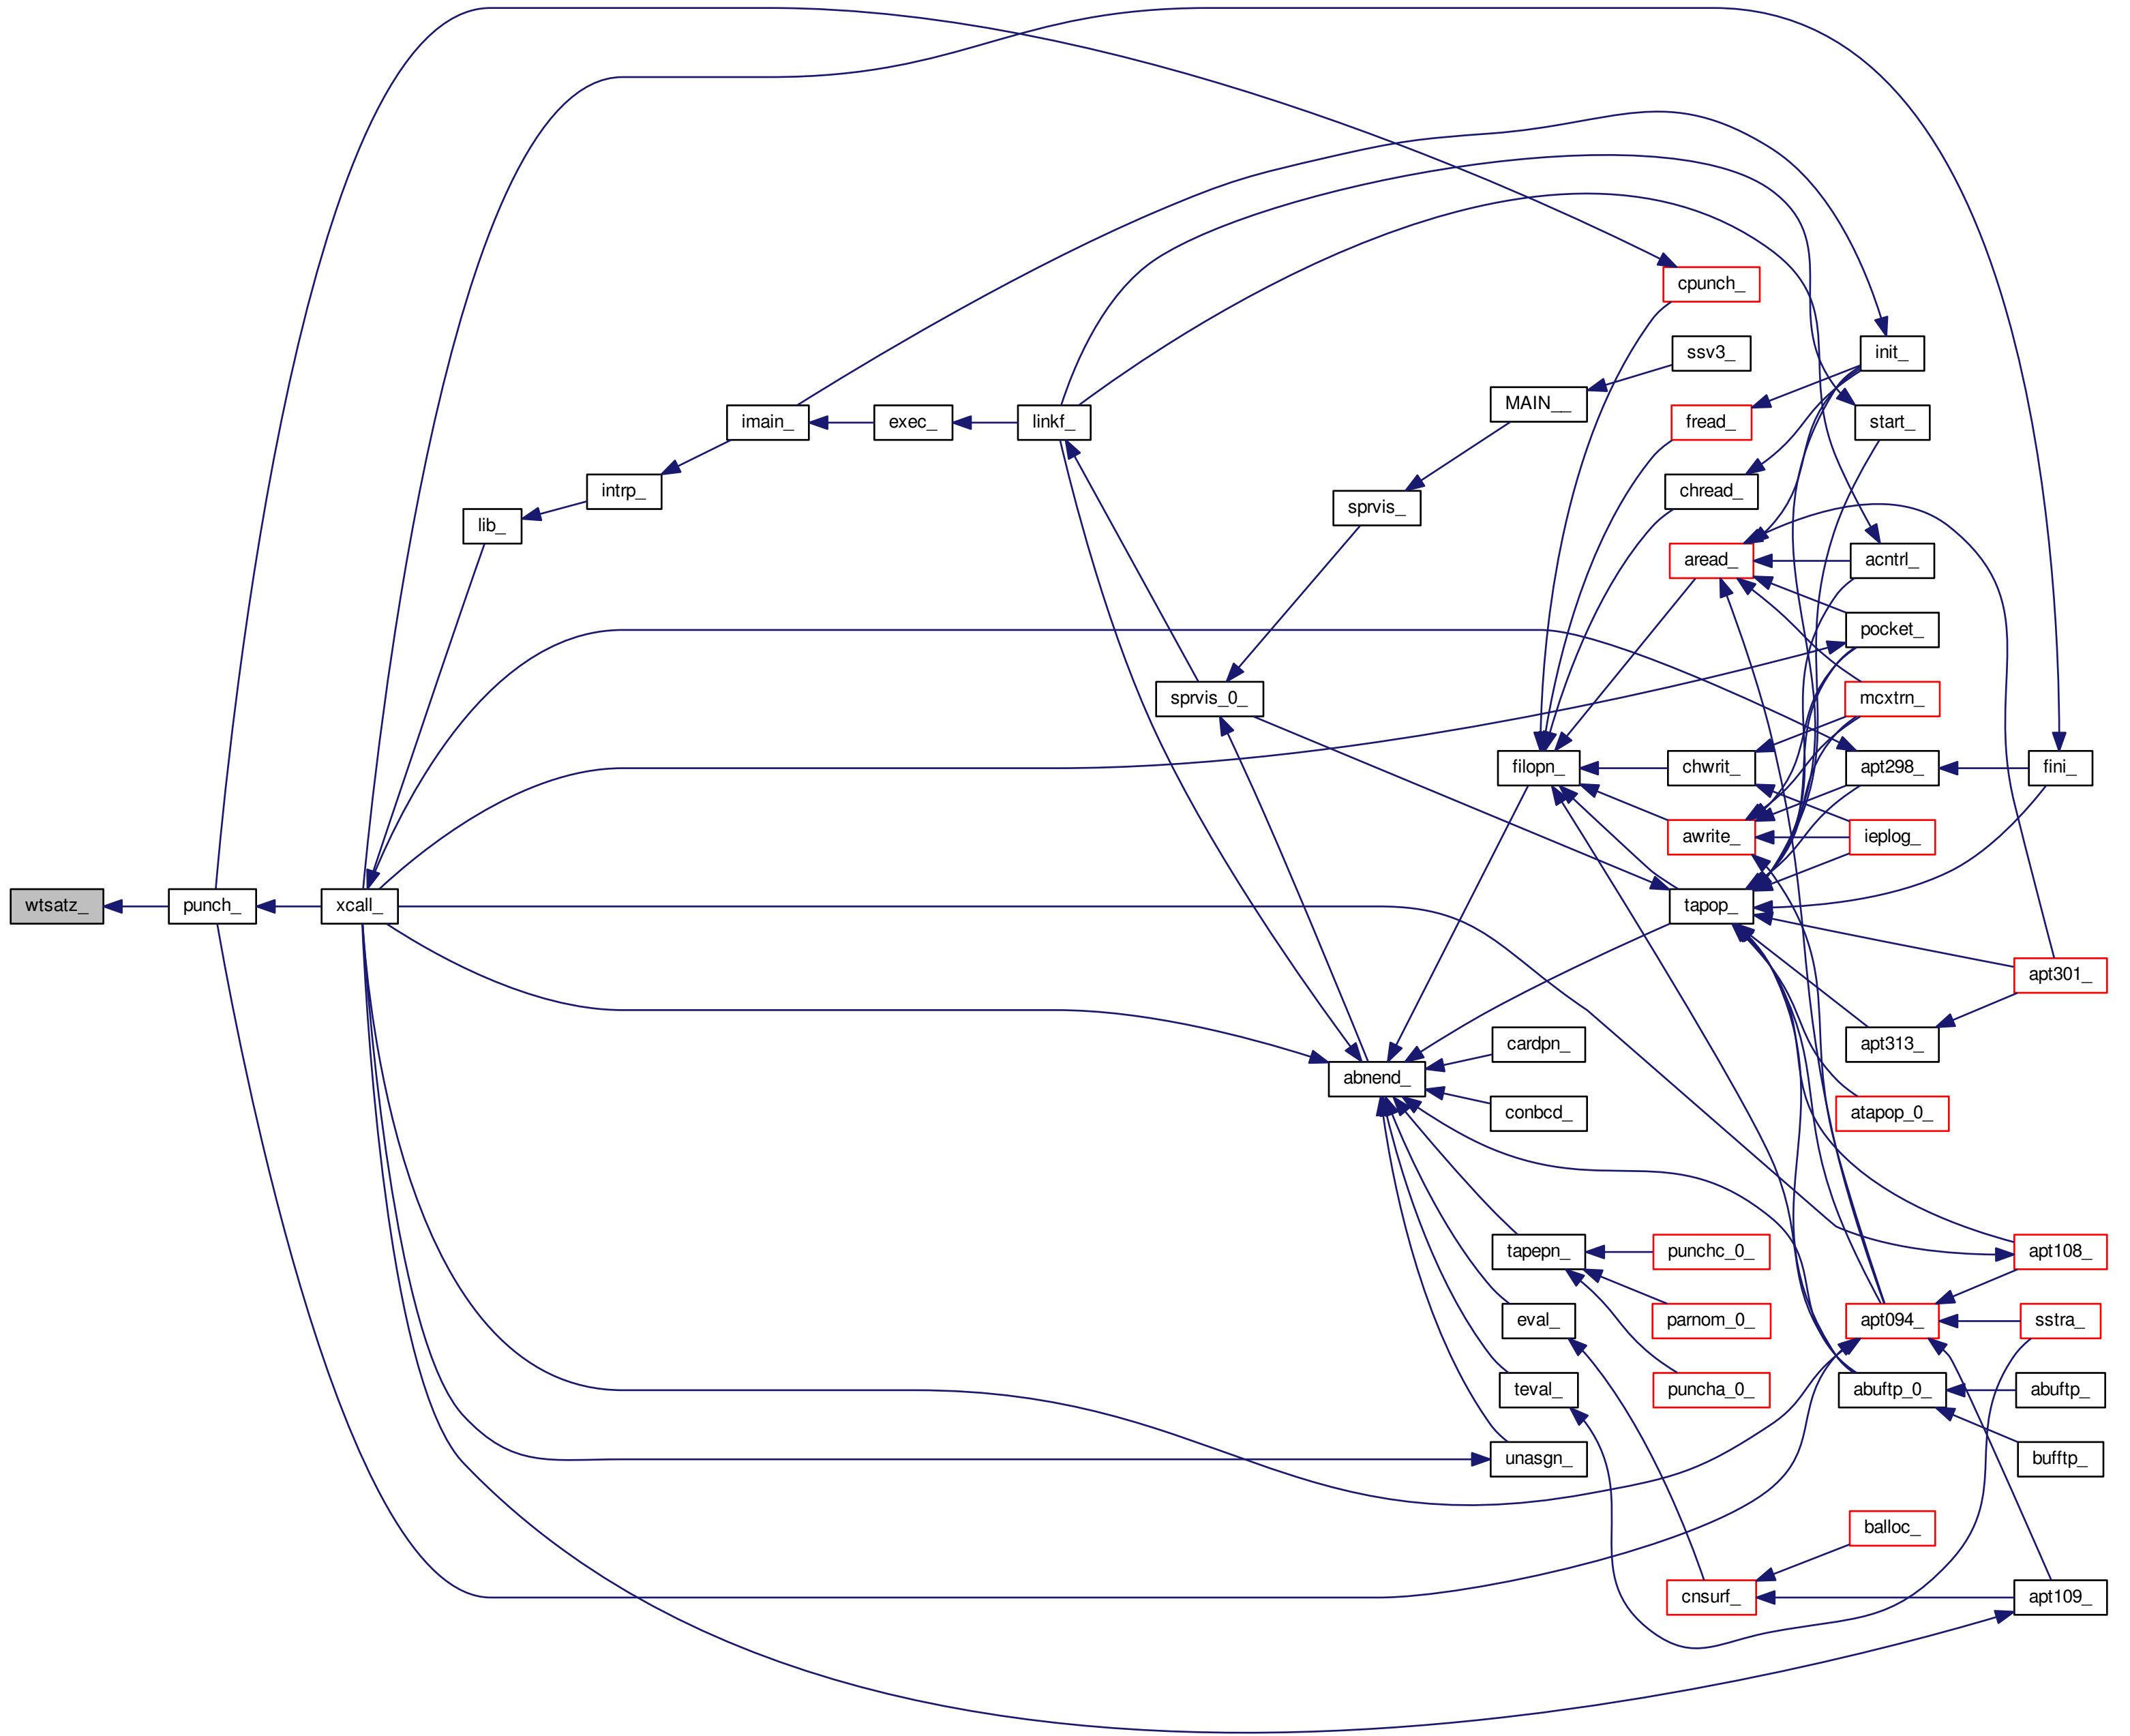 cpunch_
ssv3_
init_
MAIN__
fread_
start_
imain_
exec_
linkf_
intrp_
chread_
sprvis_
lib_
aread_
acntrl_
pocket_
sprvis_0_
mcxtrn_
filopn_
chwrit_
apt298_
fini_
awrite_
ieplog_
wtsatz_
punch_
xcall_
tapop_
apt301_
cardpn_
apt313_
abnend_
conbcd_
atapop_0_
tapepn_
punchc_0_
apt108_
eval_
parnom_0_
apt094_
sstra_
teval_
puncha_0_
abuftp_0_
abuftp_
unasgn_
bufftp_
balloc_
cnsurf_
apt109_